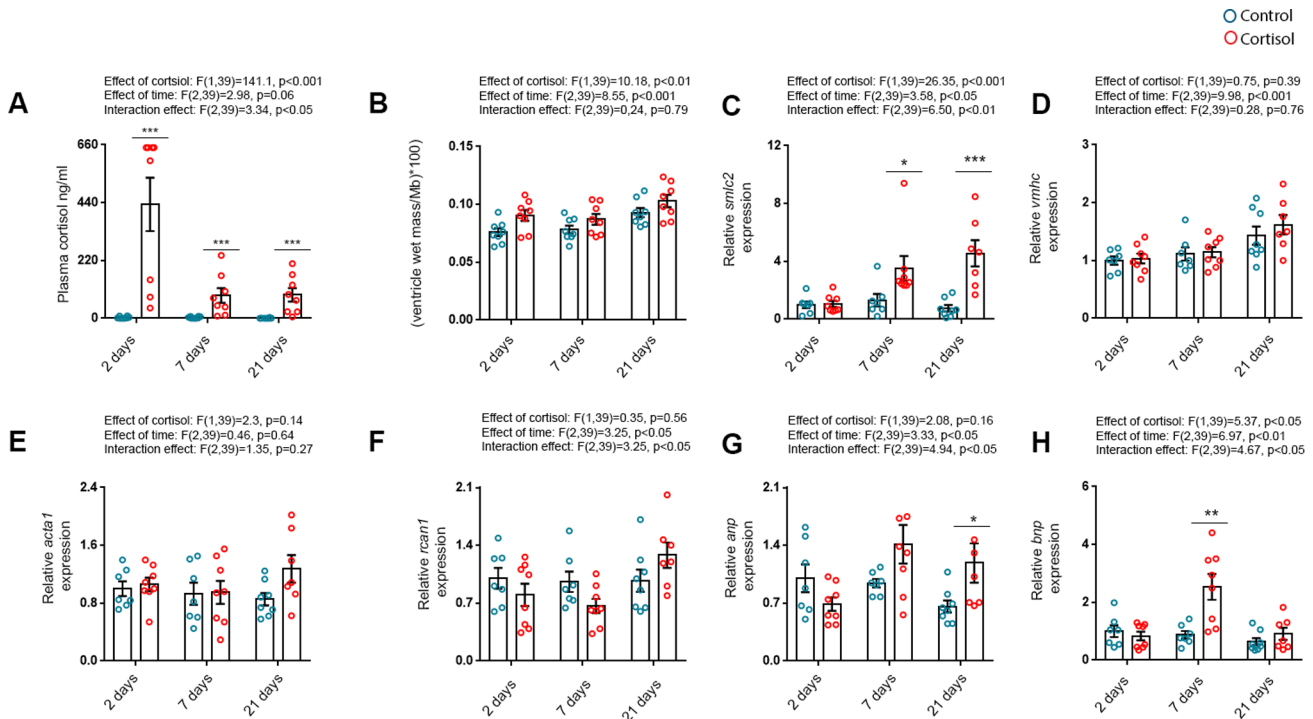 Control
Cortisol
A
Effect of cortsiol: F(1,39)=141.1, p<0.001
Effect of time: F(2,39)=2.98, p=0.06
Interaction effect: F(2,39)=3.34, p<0.05
Plasma cortisol ng/ml
660
440
220
0
***
***
***
2 days
7 days
21 days
B
Effect of cortisol: F(1,39)=10.18, p<0.01
Effect of time: F(2,39)=8.55, p<0.001
Interaction effect: F(2,39)=0,24, p=0.79
(ventricle wet mass/Mb)*100)
0.15
0.10
0.05
0.00
2 days
7 days
21 days
C
Effect of cortisol: F(1,39)=26.35, p<0.001
Effect of time: F(2,39)=3.58, p<0.05
Interaction effect: F(2,39)=6.50, p<0.01
Relative smlc2
expression
12
8
4
0
*
***
2 days
7 days
21 days
D
Effect of cortisol: F(1,39)=0.75, p=0.39
Effect of time: F(2,39)=9.98, p<0.001
Interaction effect: F(2,39)=0.28, p=0.76
Relative vmhc
expression
3
2
1
0
2 days
7 days
21 days
E
Effect of cortisol: F(1,39)=2.3, p=0.14
Effect of time: F(2,39)=0.46, p=0.64
Interaction effect: F(2,39)=1.35, p=0.27
Relative acta1
expression
2.4
1.6
0.8
0.0
2 days
7 days
21 days
F
Effect of cortisol: F(1,39)=0.35, p=0.56
Effect of time: F(2,39)=3.25, p<0.05
Interaction effect: F(2,39)=3.25, p<0.05
Relative rcan1
expression
2.1
1.4
0.7
0.0
2 days
7 days
21 days
G
Effect of cortisol: F(1,39)=2.08, p=0.16
Effect of time: F(2,39)=3.33, p<0.05
Interaction effect: F(2,39)=4.94, p<0.05
Relative anp
expression
2.1
1.4
0.7
0.0
*
2 days
7 days
21 days
H
Effect of cortisol: F(1,39)=5.37, p<0.05
Effect of time: F(2,39)=6.97, p<0.01
Interaction effect: F(2,39)=4.67, p<0.05
Relative bnp
expression
6
4
2
0
**
2 days
7 days
21 days